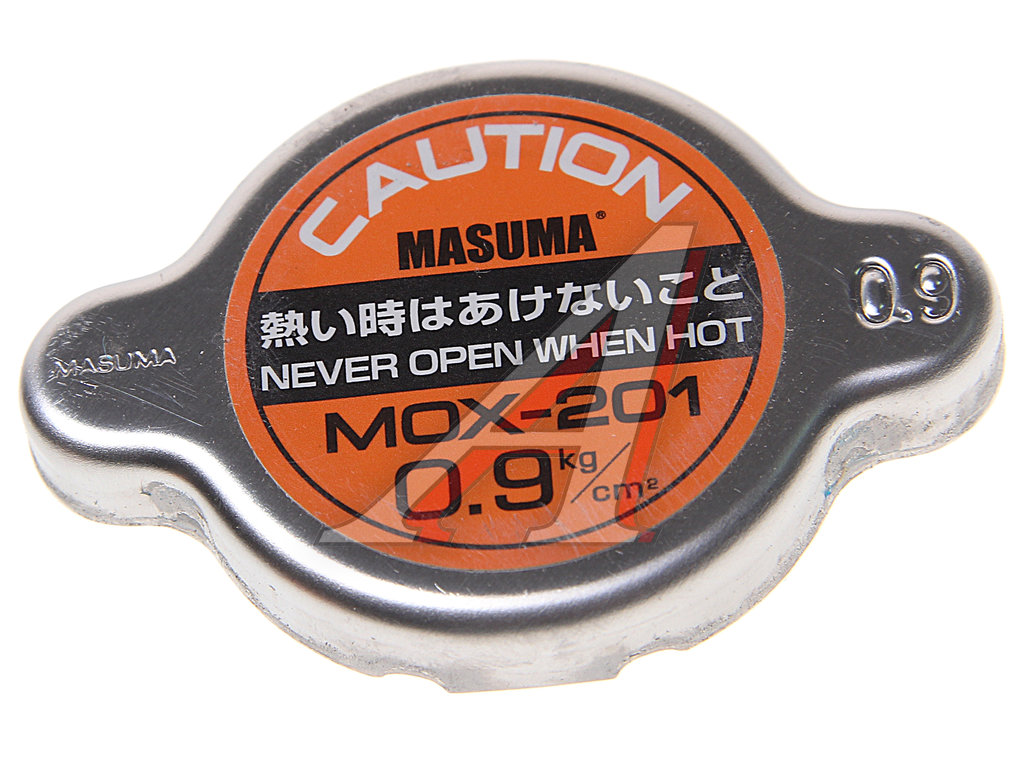 CAUTION
MASUMA®
熱い時はあけないこと
NEVER OPEN WHEN HOT
MOX-201
0.9 kg/cm²
MASUMA
0.9